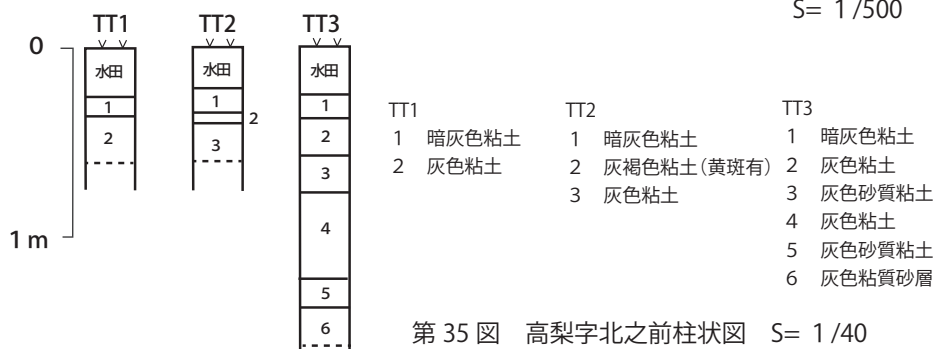 S= 1 /500
TT1 TT2 TT3
0
水田 水田 水田
1 1 1
2 2 2
3 3
4
5
6
1 m
TT1
1 暗灰色粘土
2 灰色粘土
TT2
1 暗灰色粘土
2 灰褐色粘土(黄斑有)
3 灰色粘土
TT3
1 暗灰色粘土
2 灰色粘土
3 灰色砂質粘土
4 灰色粘土
5 灰色砂質粘土
6 灰色粘質砂層
第 35 図 高梨字北之前柱状図 S= 1 /40